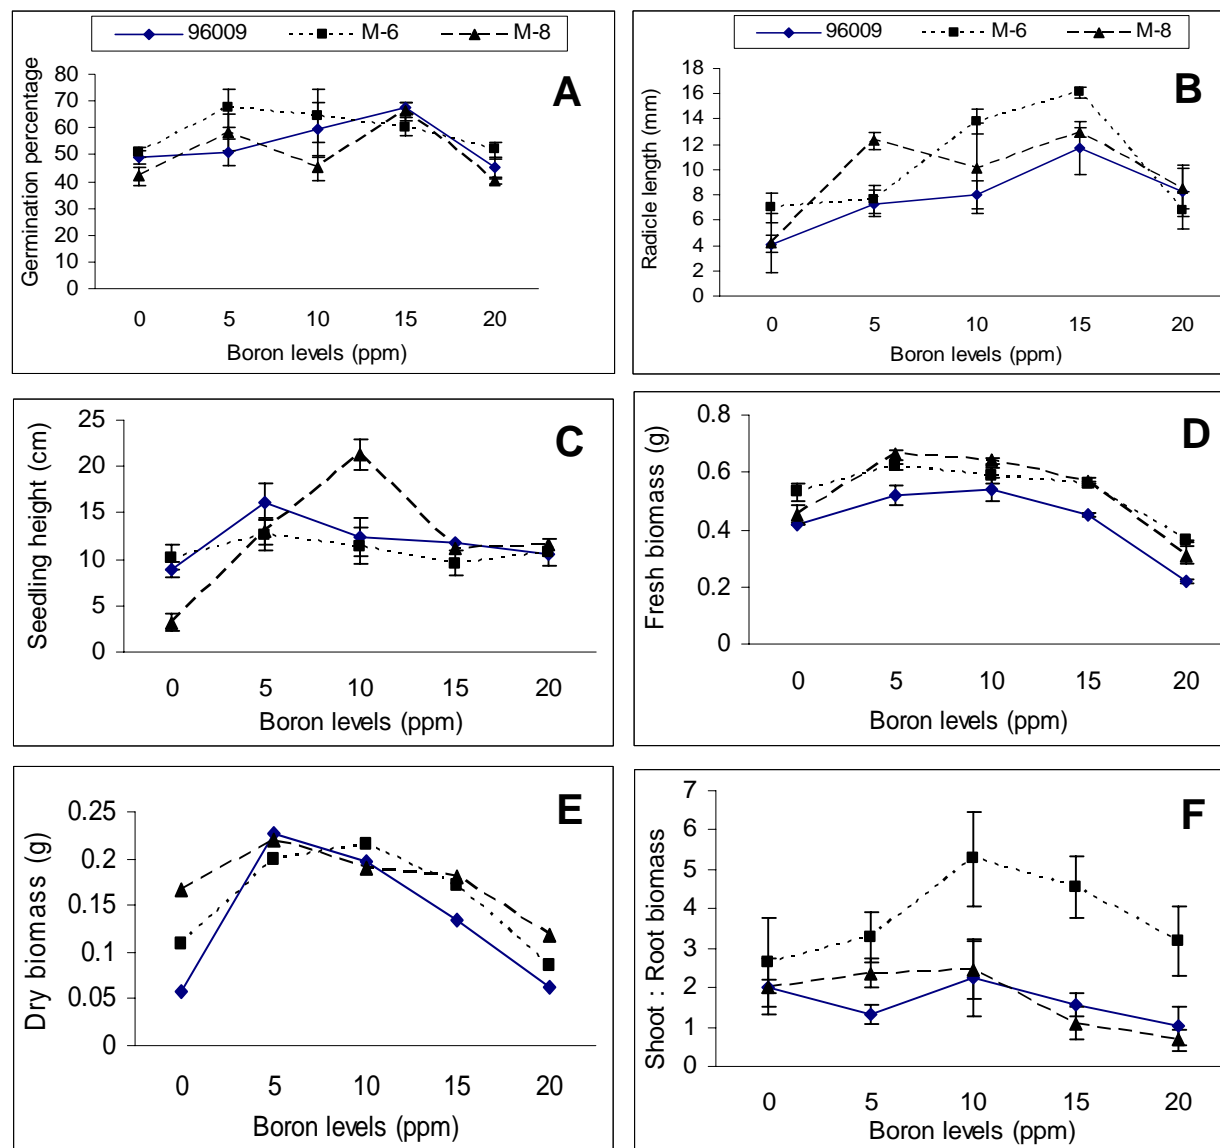 96009 M-6 M-8
A
Germination percentage
80
70
60
50
40
30
20
10
0
0 5 10 15 20
Boron levels (ppm)
96009 M-6 M-8
B
Radicle length (mm)
18
16
14
12
10
8
6
4
2
0
0 5 10 15 20
Boron levels (ppm)
C
Seedling height (cm)
25
20
15
10
5
0
0 5 10 15 20
Boron levels (ppm)
D
Fresh biomass (g)
0.8
0.6
0.4
0.2
0
0 5 10 15 20
Boron levels (ppm)
E
Dry biomass (g)
0.25
0.2
0.15
0.1
0.05
0
0 5 10 15 20
Boron levels (ppm)
F
Shoot : Root biomass
7
6
5
4
3
2
1
0
0 5 10 15 20
Boron levels (ppm)